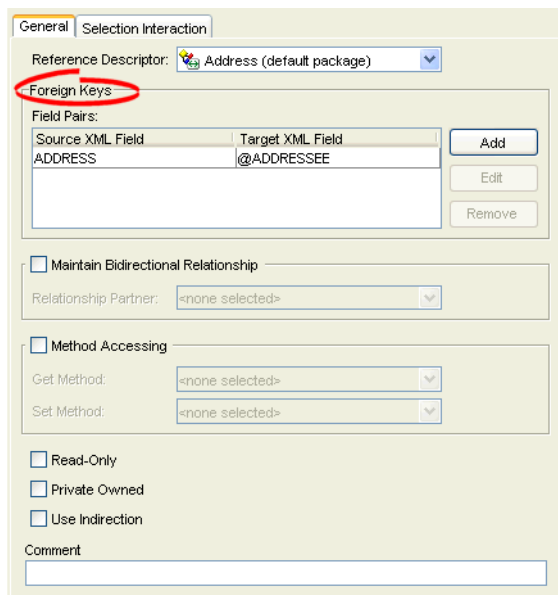 General Selection Interaction
Reference Descriptor: Address (default package)
Foreign Keys
Field Pairs:
Source XML Field Target XML Field
ADDRESS @ADDRESSEE
Add
Edit
Remove
Maintain Bidirectional Relationship
Relationship Partner: <none selected>
Method Accessing
Get Method: <none selected>
Set Method: <none selected>
Read-Only
Private Owned
Use Indirection
Comment